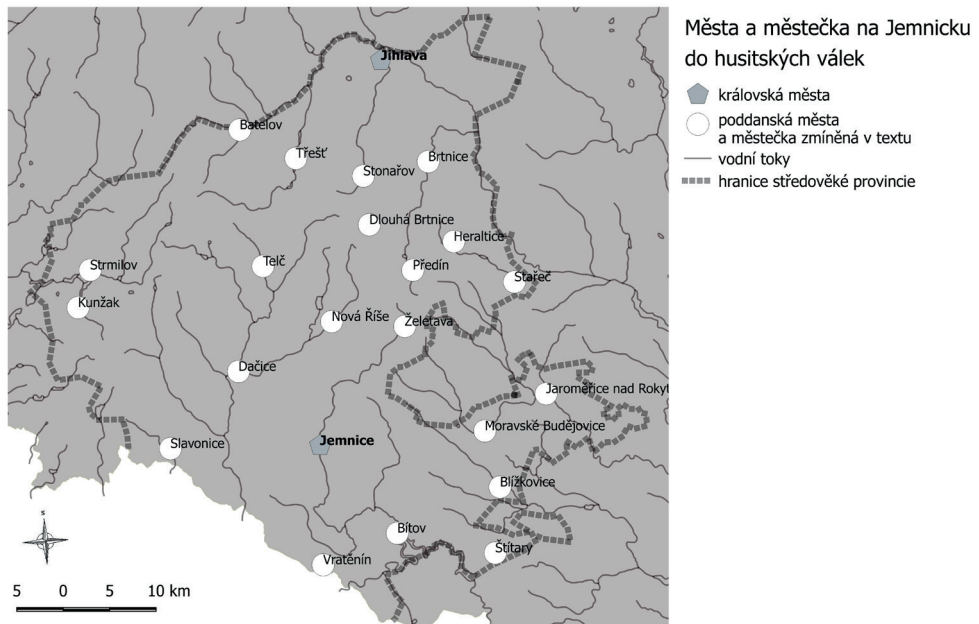 Města a městečka na Jemnicku
do husitských válek
královská města
poddanská města
a městečka zmíněná v textu
vodní toky
hranice středověké provincie
Jihlava
Batelov
Třešť
Brtnice
Stonařov
Dlouhá Brtnice
Heraltice
Telč
Předín
Strmilov
Stařeč
Kunžak
Nová Říše
Želetava
Dačice
Jaroměřice nad Rokyt
Moravské Budějovice
Slavonice
Jemnice
Blížkovice
Bítov
Štítary
Vratěnín
S
5 0 5 10 km